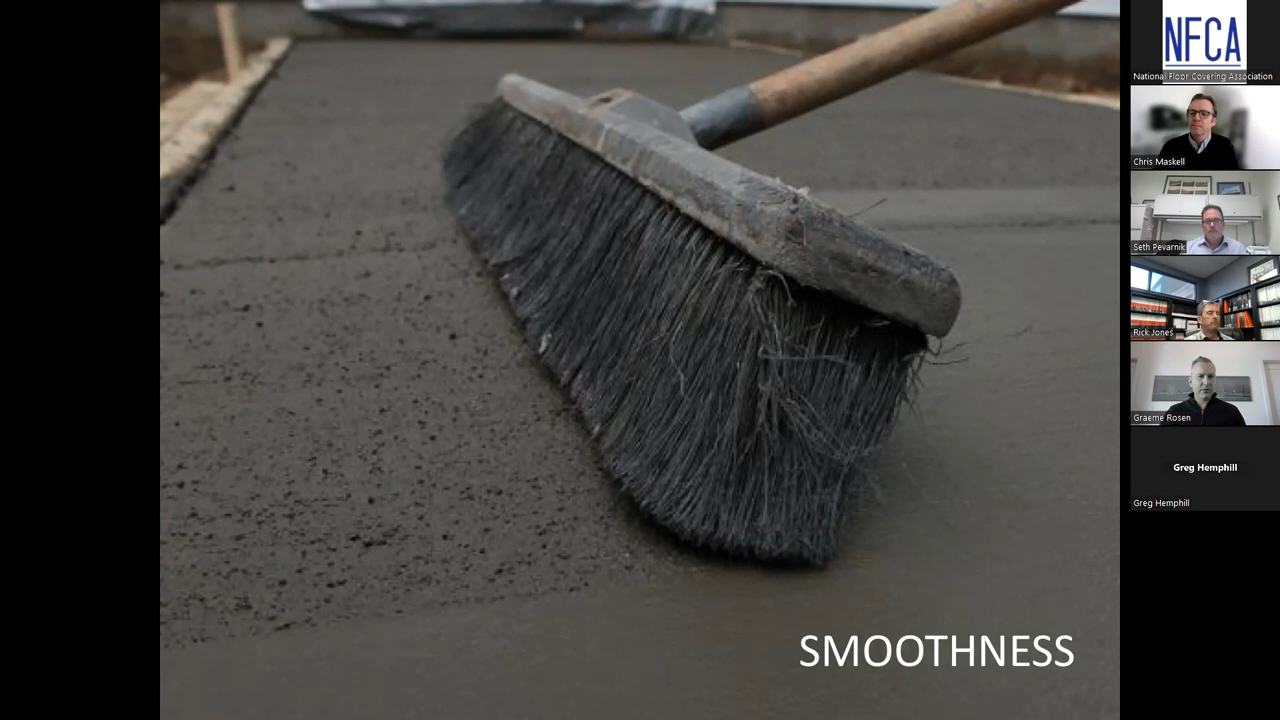 SMOOTHNESS
NFCA
National Floor Covering Association
Chris Maskell
Seth Pevarnik
Rick Jones
Graeme Rosen
Greg Hemphill
Greg Hemphill